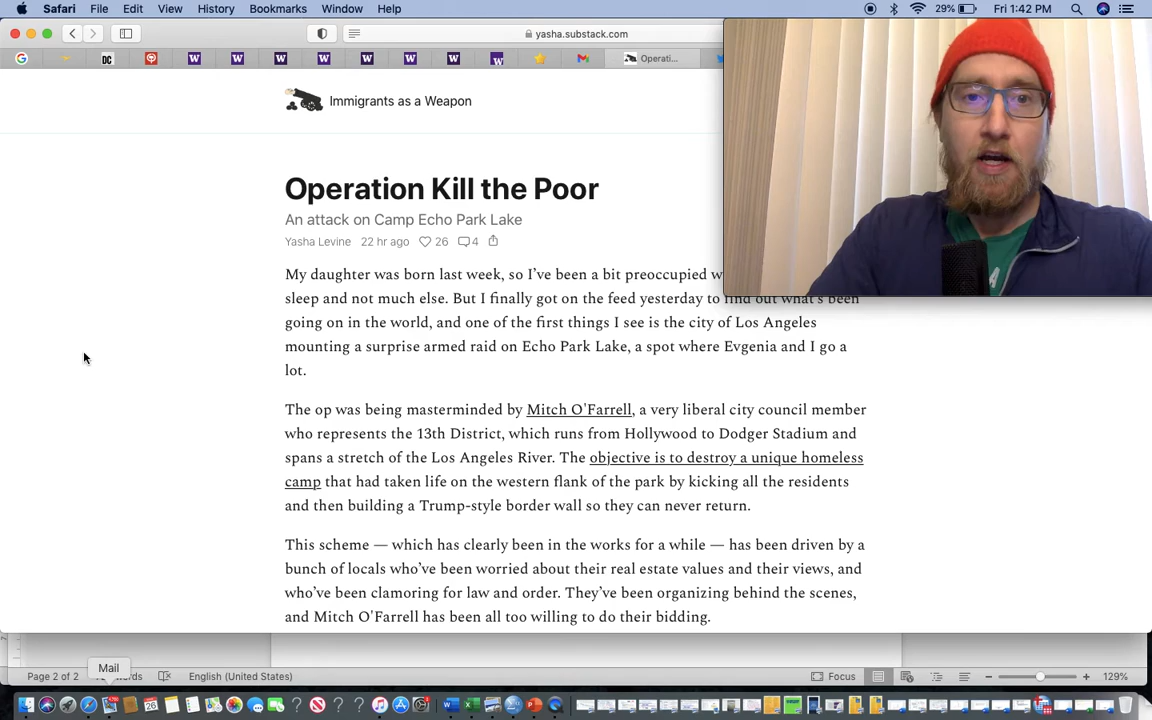 Safari File Edit View History Bookmarks Window Help 29% Fri 1:42 PM
yasha.substack.com
DC Operati...
Immigrants as a Weapon
Operation Kill the Poor
An attack on Camp Echo Park Lake
Yasha Levine 22 hr ago 26 4
My daughter was born last week, so I've been a bit preoccupied
sleep and not much else. But I finally got on the feed yesterday to find out what's been
going on in the world, and one of the first things I see is the city of Los Angeles
mounting a surprise armed raid on Echo Park Lake, a spot where Evgenia and I go a
lot.
The op was being masterminded by Mitch O'Farrell, a very liberal city council member
who represents the 13th District, which runs from Hollywood to Dodger Stadium and
spans a stretch of the Los Angeles River. The objective is to destroy a unique homeless
camp that had taken life on the western flank of the park by kicking all the residents
and then building a Trump-style border wall so they can never return.
This scheme — which has clearly been in the works for a while — has been driven by a
bunch of locals who've been worried about their real estate values and their views, and
who've been clamoring for law and order. They've been organizing behind the scenes,
and Mitch O'Farrell has been all too willing to do their bidding.
Mail
Page 2 of 2 English (United States) Focus 129%